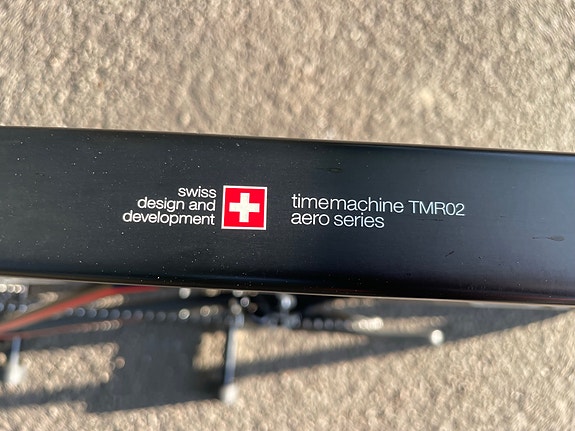 swiss
design and
development
timemachine TMR02
aero series